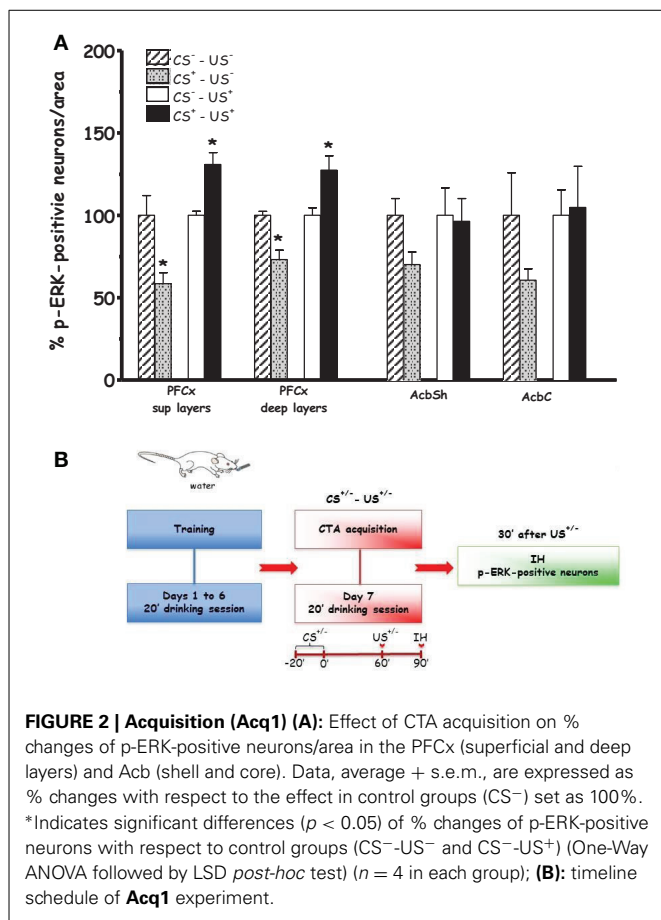 A
200
150
100
50
0
% p-ERK-positivie neurons/area
CS⁻ - US⁻
CS⁺ - US⁻
CS⁻ - US⁺
CS⁺ - US⁺
* * * *
PFCx
sup layers
PFCx
deep layers
AcbSh
AcbC
B
water
CS⁺/⁻ - US⁺/⁻
Training
CTA acquisition
30' after US⁺/⁻
IH
p-ERK-positive neurons
Days 1 to 6
20' drinking session
Day 7
20' drinking session
CS⁺/⁻ US⁺/⁻ IH
-20' 0' 60' 90'
FIGURE 2 | Acquisition (Acq1) (A): Effect of CTA acquisition on %
changes of p-ERK-positive neurons/area in the PFCx (superficial and deep
layers) and Acb (shell and core). Data, average + s.e.m., are expressed as
% changes with respect to the effect in control groups (CS⁻) set as 100%.
*Indicates significant differences (p < 0.05) of % changes of p-ERK-positive
neurons with respect to control groups (CS⁻-US⁻ and CS⁻-US⁺) (One-Way
ANOVA followed by LSD post-hoc test) (n = 4 in each group); (B): timeline
schedule of Acq1 experiment.